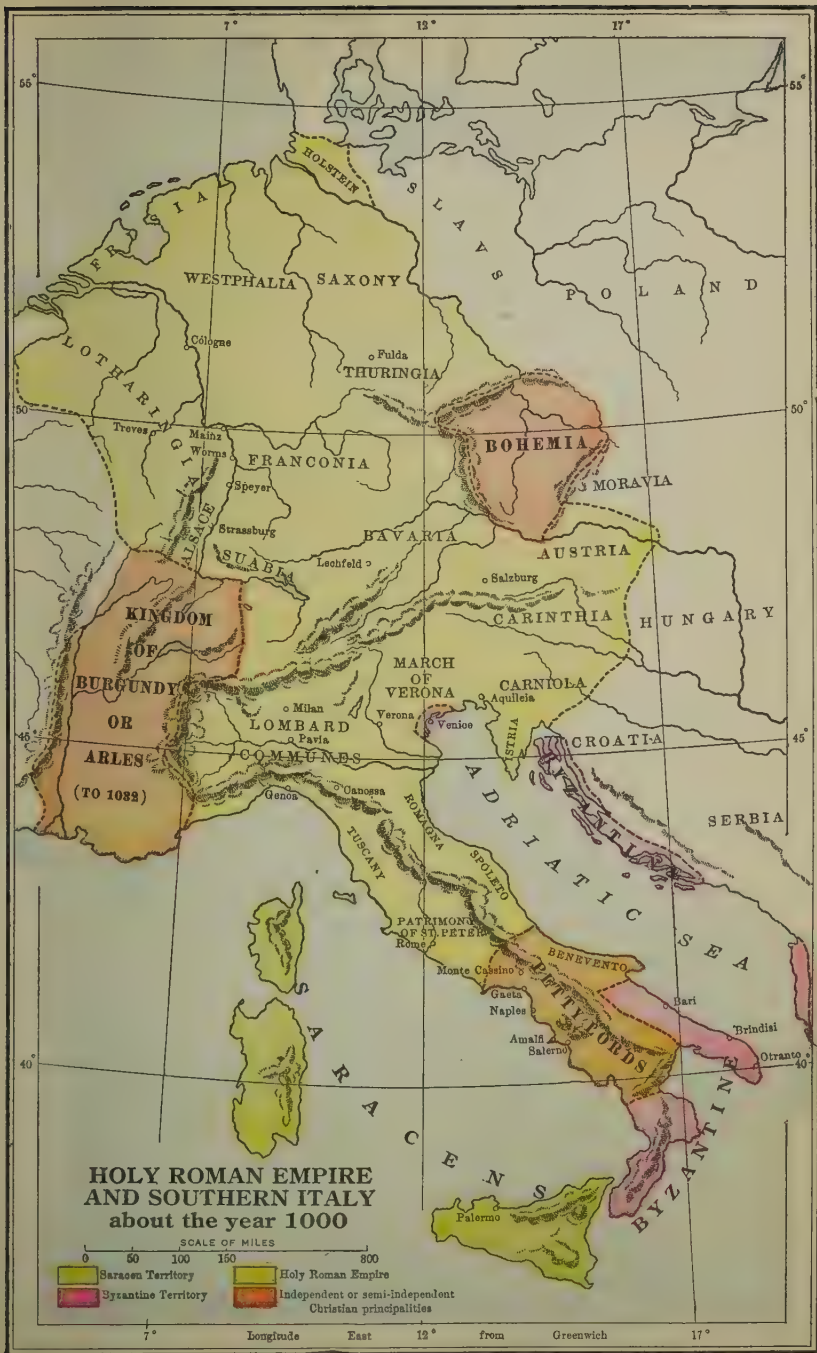 7° 12° 17°
55° 55°
HOLSTEIN
SLAVS
FRISIA
WESTPHALIA SAXONY
POLAND
LOTHARINGIA
Cologne
Fulda
THURINGIA
50° 50°
Treves
Mainz
Worms
FRANCONIA
BOHEMIA
Speyer
MORAVIA
ALSACE
Strassburg
BAVARIA
SUABIA
AUSTRIA
Lechfeld
Salzburg
KINGDOM
OF
BURGUNDY
OR
ARLES
(TO 1032)
CARINTHIA
HUNGARY
MARCH
OF
VERONA
CARNIOLA
Aquileia
Milan
Verona
Venice
LOMBARD
Pavia
COMMUNES
ISTRIA
CROATIA
45° 45°
BYZANTINE
Genoa
Canossa
ROMAGNA
ADRIATIC SEA
SERBIA
TUSCANY
SPOLETO
PATRIMONY
OF ST. PETER
Rome
BENEVENTO
Monte Cassino
PETTY LORDS
Gaeta
Naples
Bari
Amalfi
Salerno
Brindisi
Otranto
40° 40°
SARACENS
BYZANTINE
Palermo
HOLY ROMAN EMPIRE
AND SOUTHERN ITALY
about the year 1000
SCALE OF MILES
0 50 100 150 300
Saracen Territory Holy Roman Empire
Byzantine Territory Independent or semi-independent
Christian principalities
7° Longitude East 12° from Greenwich 17°